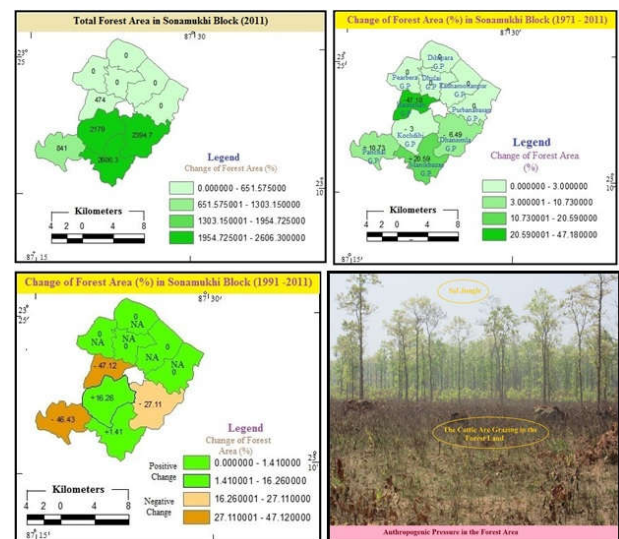 Total Forest Area in Sonamukhi Block (2011)
87°30
23°
25'
0
0
0
0
0
0
474
2179
2394.7
2606.3
841
Legend
Change of Forest Area (%)
0.000000 - 651.575000
651.575001 - 1303.150000
1303.150001 - 1954.725000
1954.725001 - 2606.300000
Kilometers
4 2 0 4 8
23°
10'
87°15'
Change of Forest Area (%) in Sonamukhi Block (1971 - 2011)
87°30'
23°
25'
G.P.
Dhulai
G.P.
G.P.
Purbanabasan
G.P.
- 47.18
- 3
Kochdihi
G.P.
- 6.49
G.P.
10.73
G.P.
20.59
G.P.
Legend
Change of Forest Area
(%)
0.000000 - 3.000000
3.000001 - 10.730000
10.730001 - 20.590000
20.590001 - 47.180000
Kilometers
4 2 0 4 8
23°
10'
87°15'
Change of Forest Area (%) in Sonamukhi Block (1991 -2011)
87°30'
23°
25'
0
NA
0
NA
NA
0
NA
0
- 47.12
+16.26
- 27.11
- 46.43
+1.41
Legend
Change of Forest
Area (%)
Positive
Change
0.000000 - 1.410000
1.410001 - 16.260000
Negative
Change
16.260001 - 27.110000
27.110001 - 47.120000
Kilometers
4 2 0 4 8
23°
10'
87°15'
Sal Jungle
The Cattle Are Grazing in the
Forest Land
Anthropogenic Pressure in the Forest Area